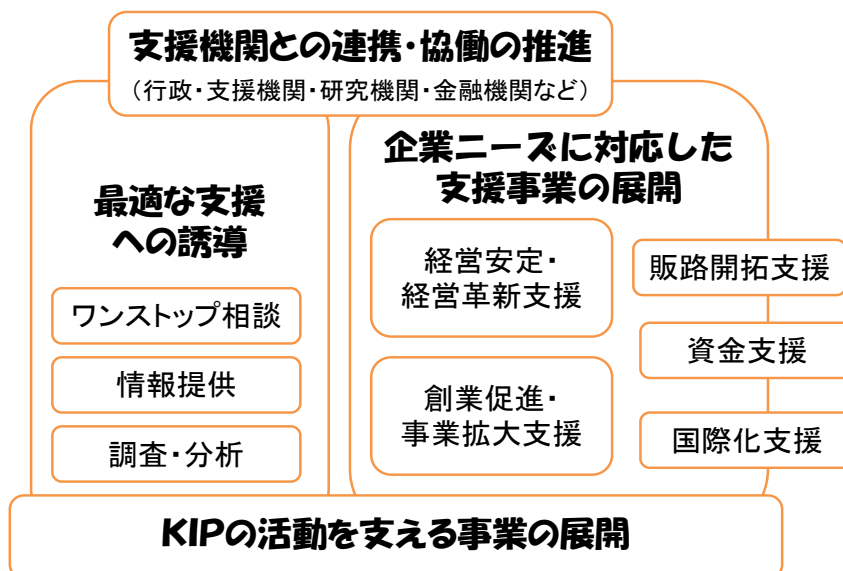 支援機関との連携・協働の推進
（行政・支援機関・研究機関・金融機関など）
最適な支援
への誘導
ワンストップ相談
情報提供
調査・分析
企業ニーズに対応した
支援事業の展開
経営安定・
経営革新支援
創業促進・
事業拡大支援
販路開拓支援
資金支援
国際化支援
KIPの活動を支える事業の展開